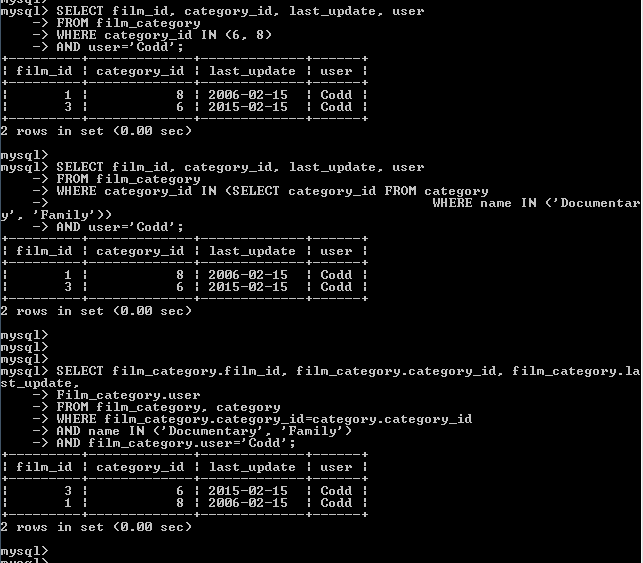 mysql>
mysql> SELECT film_id, category_id, last_update, user
    -> FROM film_category
    -> WHERE category_id IN (6, 8)
    -> AND user='Codd';
+---------+-------------+-------------+------+
| film_id | category_id | last_update | user |
+---------+-------------+-------------+------+
|       1 |           8 | 2006-02-15  | Codd |
|       3 |           6 | 2015-02-15  | Codd |
+---------+-------------+-------------+------+
2 rows in set (0.00 sec)
mysql>
mysql> SELECT film_id, category_id, last_update, user
    -> FROM film_category
    -> WHERE category_id IN (SELECT category_id FROM category
    ->                                                WHERE name IN ('Documentar
y', 'Family'))
    -> AND user='Codd';
+---------+-------------+-------------+------+
| film_id | category_id | last_update | user |
+---------+-------------+-------------+------+
|       1 |           8 | 2006-02-15  | Codd |
|       3 |           6 | 2015-02-15  | Codd |
+---------+-------------+-------------+------+
2 rows in set (0.00 sec)
mysql>
mysql>
mysql>
mysql> SELECT film_category.film_id, film_category.category_id, film_category.la
st_update,
    -> Film_category.user
    -> FROM film_category, category
    -> WHERE film_category.category_id=category.category_id
    -> AND name IN ('Documentary', 'Family')
    -> AND film_category.user='Codd';
+---------+-------------+-------------+------+
| film_id | category_id | last_update | user |
+---------+-------------+-------------+------+
|       3 |           6 | 2015-02-15  | Codd |
|       1 |           8 | 2006-02-15  | Codd |
+---------+-------------+-------------+------+
2 rows in set (0.00 sec)
mysql>
mysql>